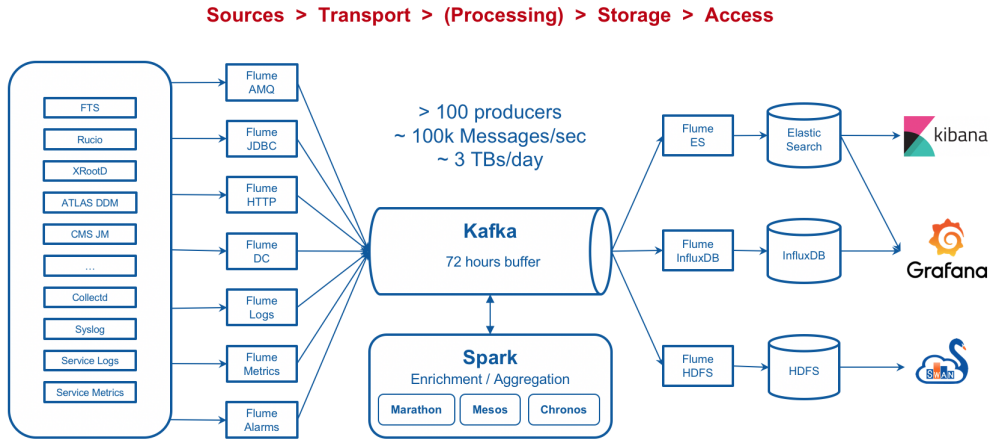 Sources > Transport > (Processing) > Storage > Access
FTS
Rucio
XRootD
ATLAS DDM
CMS JM
...
Collectd
Syslog
Service Logs
Service Metrics
Flume
AMQ
Flume
JDBC
Flume
HTTP
Flume
DC
Flume
Logs
Flume
Metrics
Flume
Alarms
> 100 producers
~ 100k Messages/sec
~ 3 TBs/day
Kafka
72 hours buffer
Spark
Enrichment / Aggregation
Marathon
Mesos
Chronos
Flume
ES
Flume
InfluxDB
Flume
HDFS
Elastic
Search
InfluxDB
HDFS
kibana
Grafana
SWAN